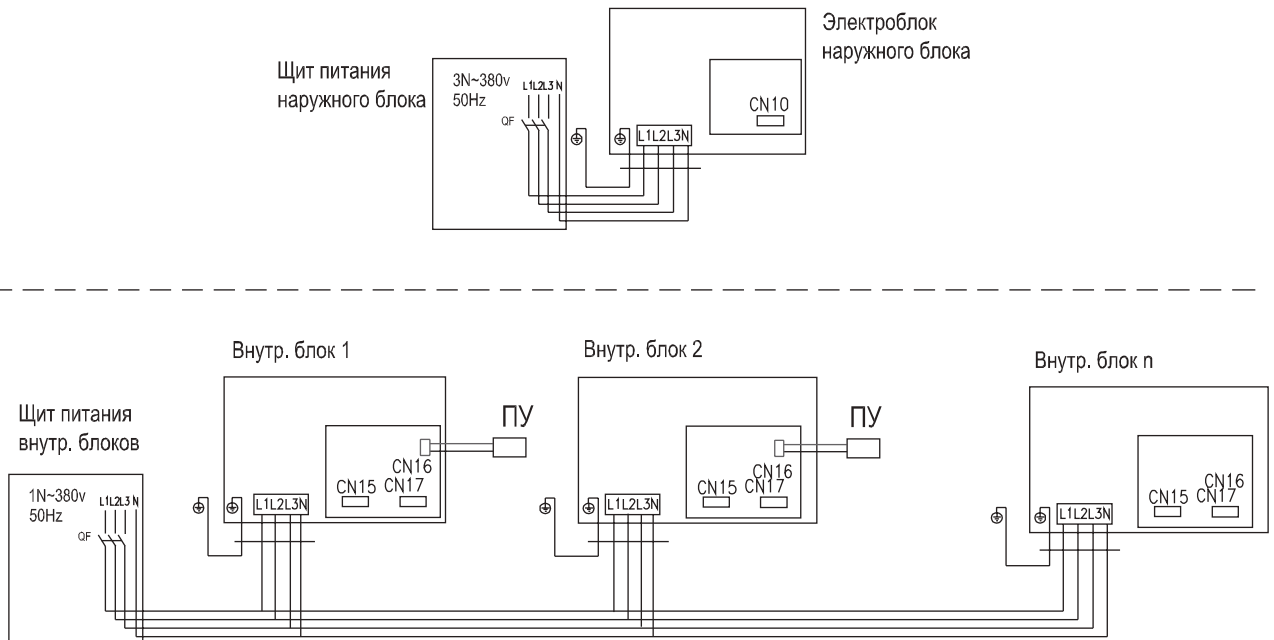 Электроблок
наружного блока
Щит питания
наружного блока
3N~380v
50Hz
L1L2L3 N
QF
CN10
L1L2L3N
Внутр. блок 1
Внутр. блок 2
Внутр. блок n
Щит питания
внутр. блоков
1N~380v
50Hz
L1L2L3 N
QF
ПУ
CN16
CN15 CN17
L1L2L3N
ПУ
CN16
CN15 CN17
L1L2L3N
CN16
CN15 CN17
L1L2L3N